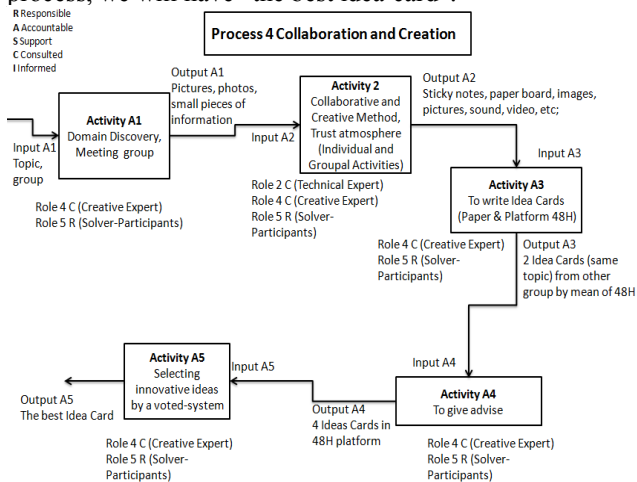 process, we will have "the best idea card".
R Responsible
A Accountable
S Support
C Consulted
I Informed
Process 4 Collaboration and Creation
Output A1
Pictures, photos,
small pieces of
information
Activity A1
Domain Discovery,
Meeting group
Input A1
Topic,
group
Role 4 C (Creative Expert)
Role 5 R (Solver-Participants)
Input A2
Activity 2
Collaborative and
Creative Method,
Trust atmosphere
(Individual and
Groupal Activities)
Role 2 C (Technical Expert)
Role 4 C (Creative Expert)
Role 5 R (Solver-
Participants)
Output A2
Sticky notes, paper board, images,
pictures, sound, video, etc;
Input A3
Activity A3
To write Idea Cards
(Paper & Platform 48H)
Role 4 C (Creative Expert)
Role 5 R (Solver-
Participants)
Output A3
2 Idea Cards (same
topic) from other
group by mean of 48H
Input A4
Activity A4
To give advise
Role 4 C (Creative Expert)
Role 5 R (Solver-
Participants)
Output A4
4 Ideas Cards in
48H platform
Input A5
Activity A5
Selecting
innovative ideas
by a voted-system
Role 4 C (Creative Expert)
Role 5 R (Solver-
Participants)
Output A5
The best Idea Card